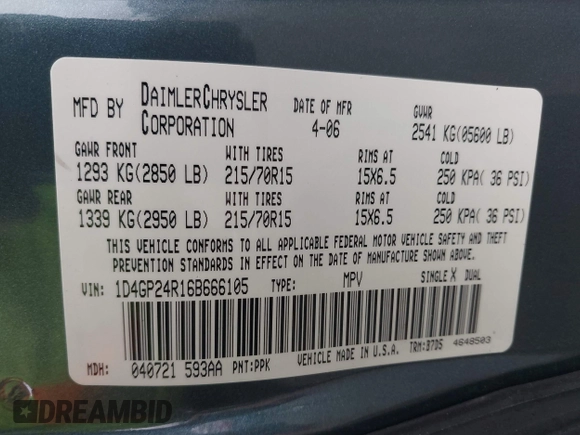 MFD BY DAIMLERCHRYSLER CORPORATION DATE OF MFR 4-06 GVWR 2541 KG(05600 LB)
GAWR FRONT WITH TIRES RIMS AT COLD
1293 KG(2850 LB) 215/70R15 15X6.5 250 KPA( 36 PSI)
GAWR REAR WITH TIRES RIMS AT COLD
1339 KG(2950 LB) 215/70R15 15X6.5 250 KPA( 36 PSI)
THIS VEHICLE CONFORMS TO ALL APPLICABLE FEDERAL MOTOR VEHICLE SAFETY AND THEFT
PREVENTION STANDARDS IN EFFECT ON THE DATE OF MANUFACTURE SHOWN ABOVE.
VIN: 1D4GP24R16B666105 TYPE: MPV SINGLE X DUAL
MDH: 040721 593AA PNT:PPK VEHICLE MADE IN U.S.A. TRM:37D5 4648503
DREAMBID